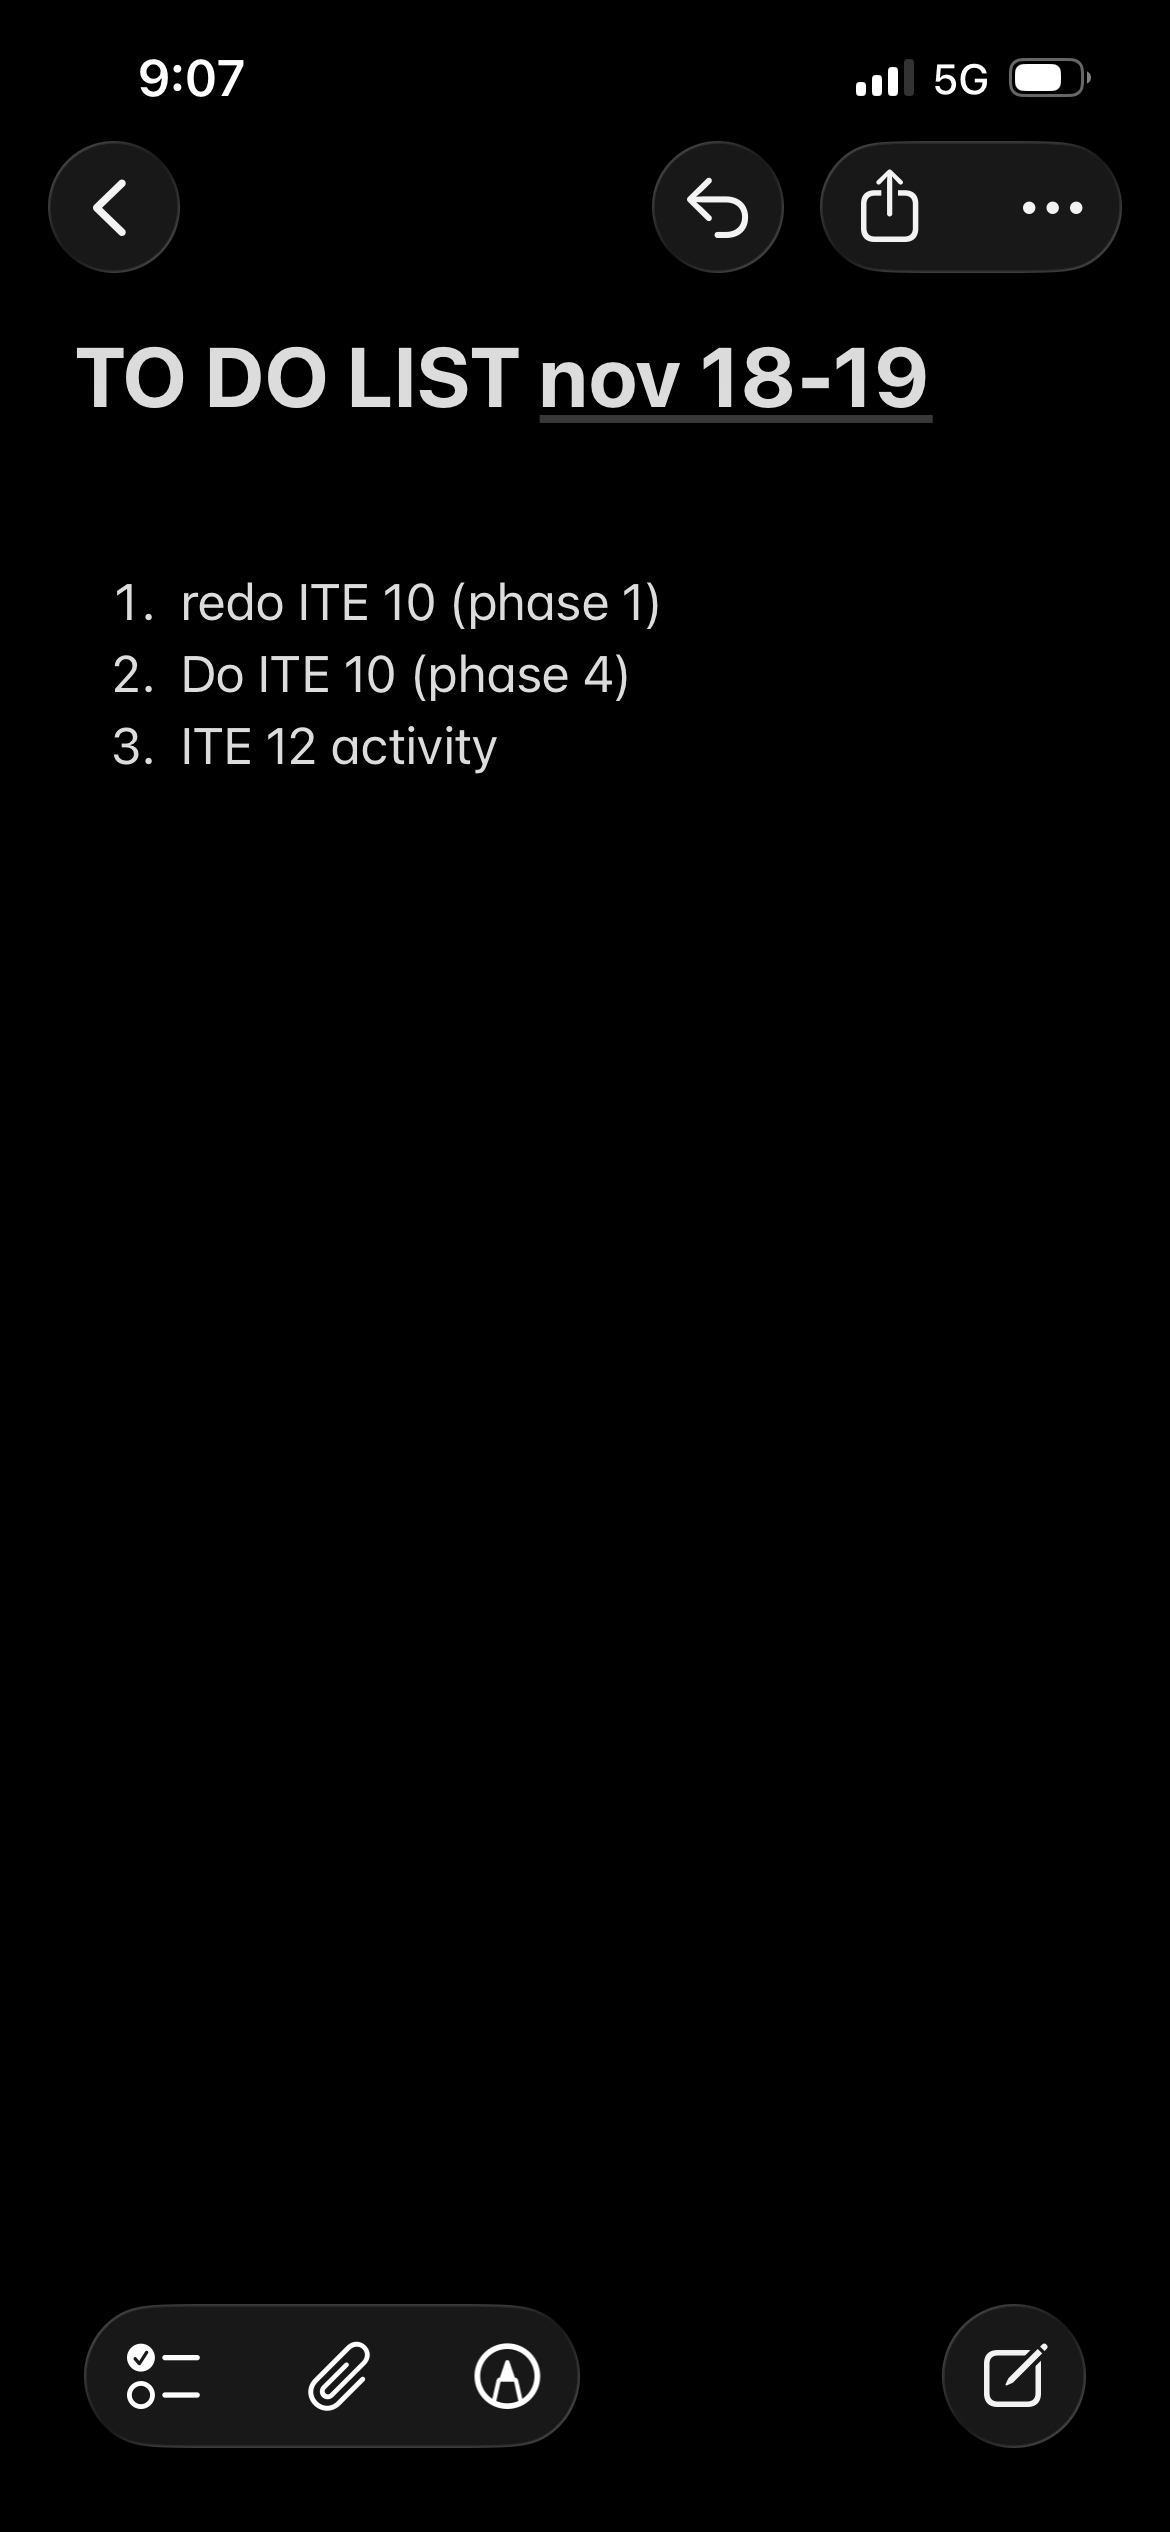 9:07
5G
TO DO LIST nov 18-19
1. redo ITE 10 (phase 1)
2. Do ITE 10 (phase 4)
3. ITE 12 activity